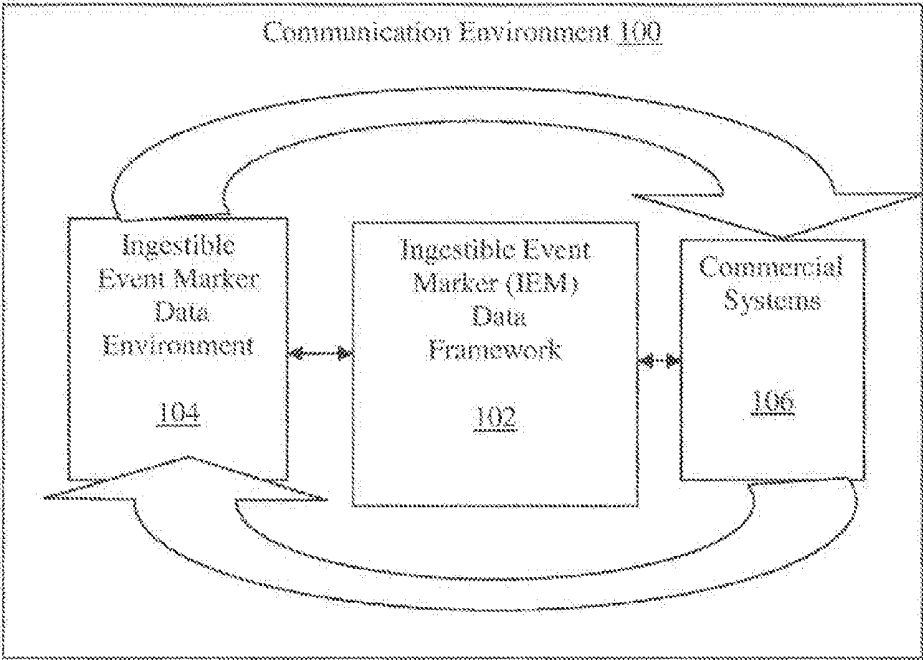 Communication Environment 100
Ingestible
Event Marker
Data
Environment
104
Ingestible Event
Marker (IEM)
Data
Framework
102
Commercial
Systems
106